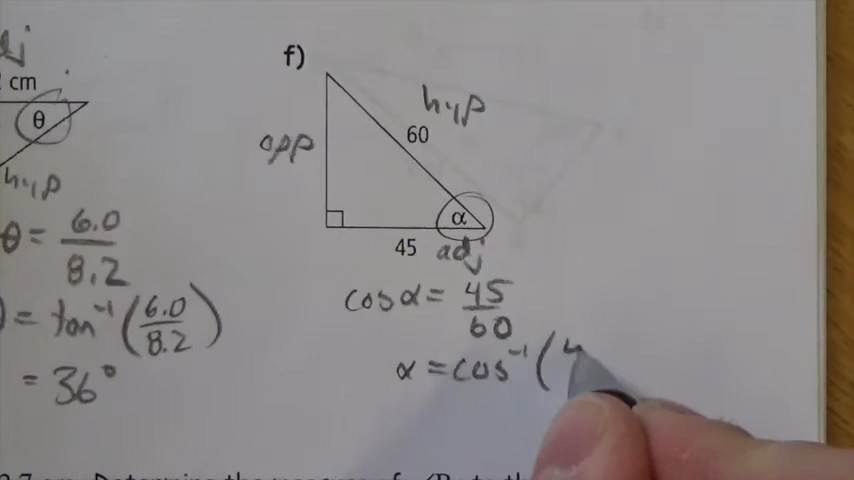 adj
cm
θ
hyp
θ = 6.0 / 8.2
= tan⁻¹ (6.0 / 8.2)
= 36°
f)
hyp
60
opp
α
45 adj
cos α = 45 / 60
α = cos⁻¹ (4